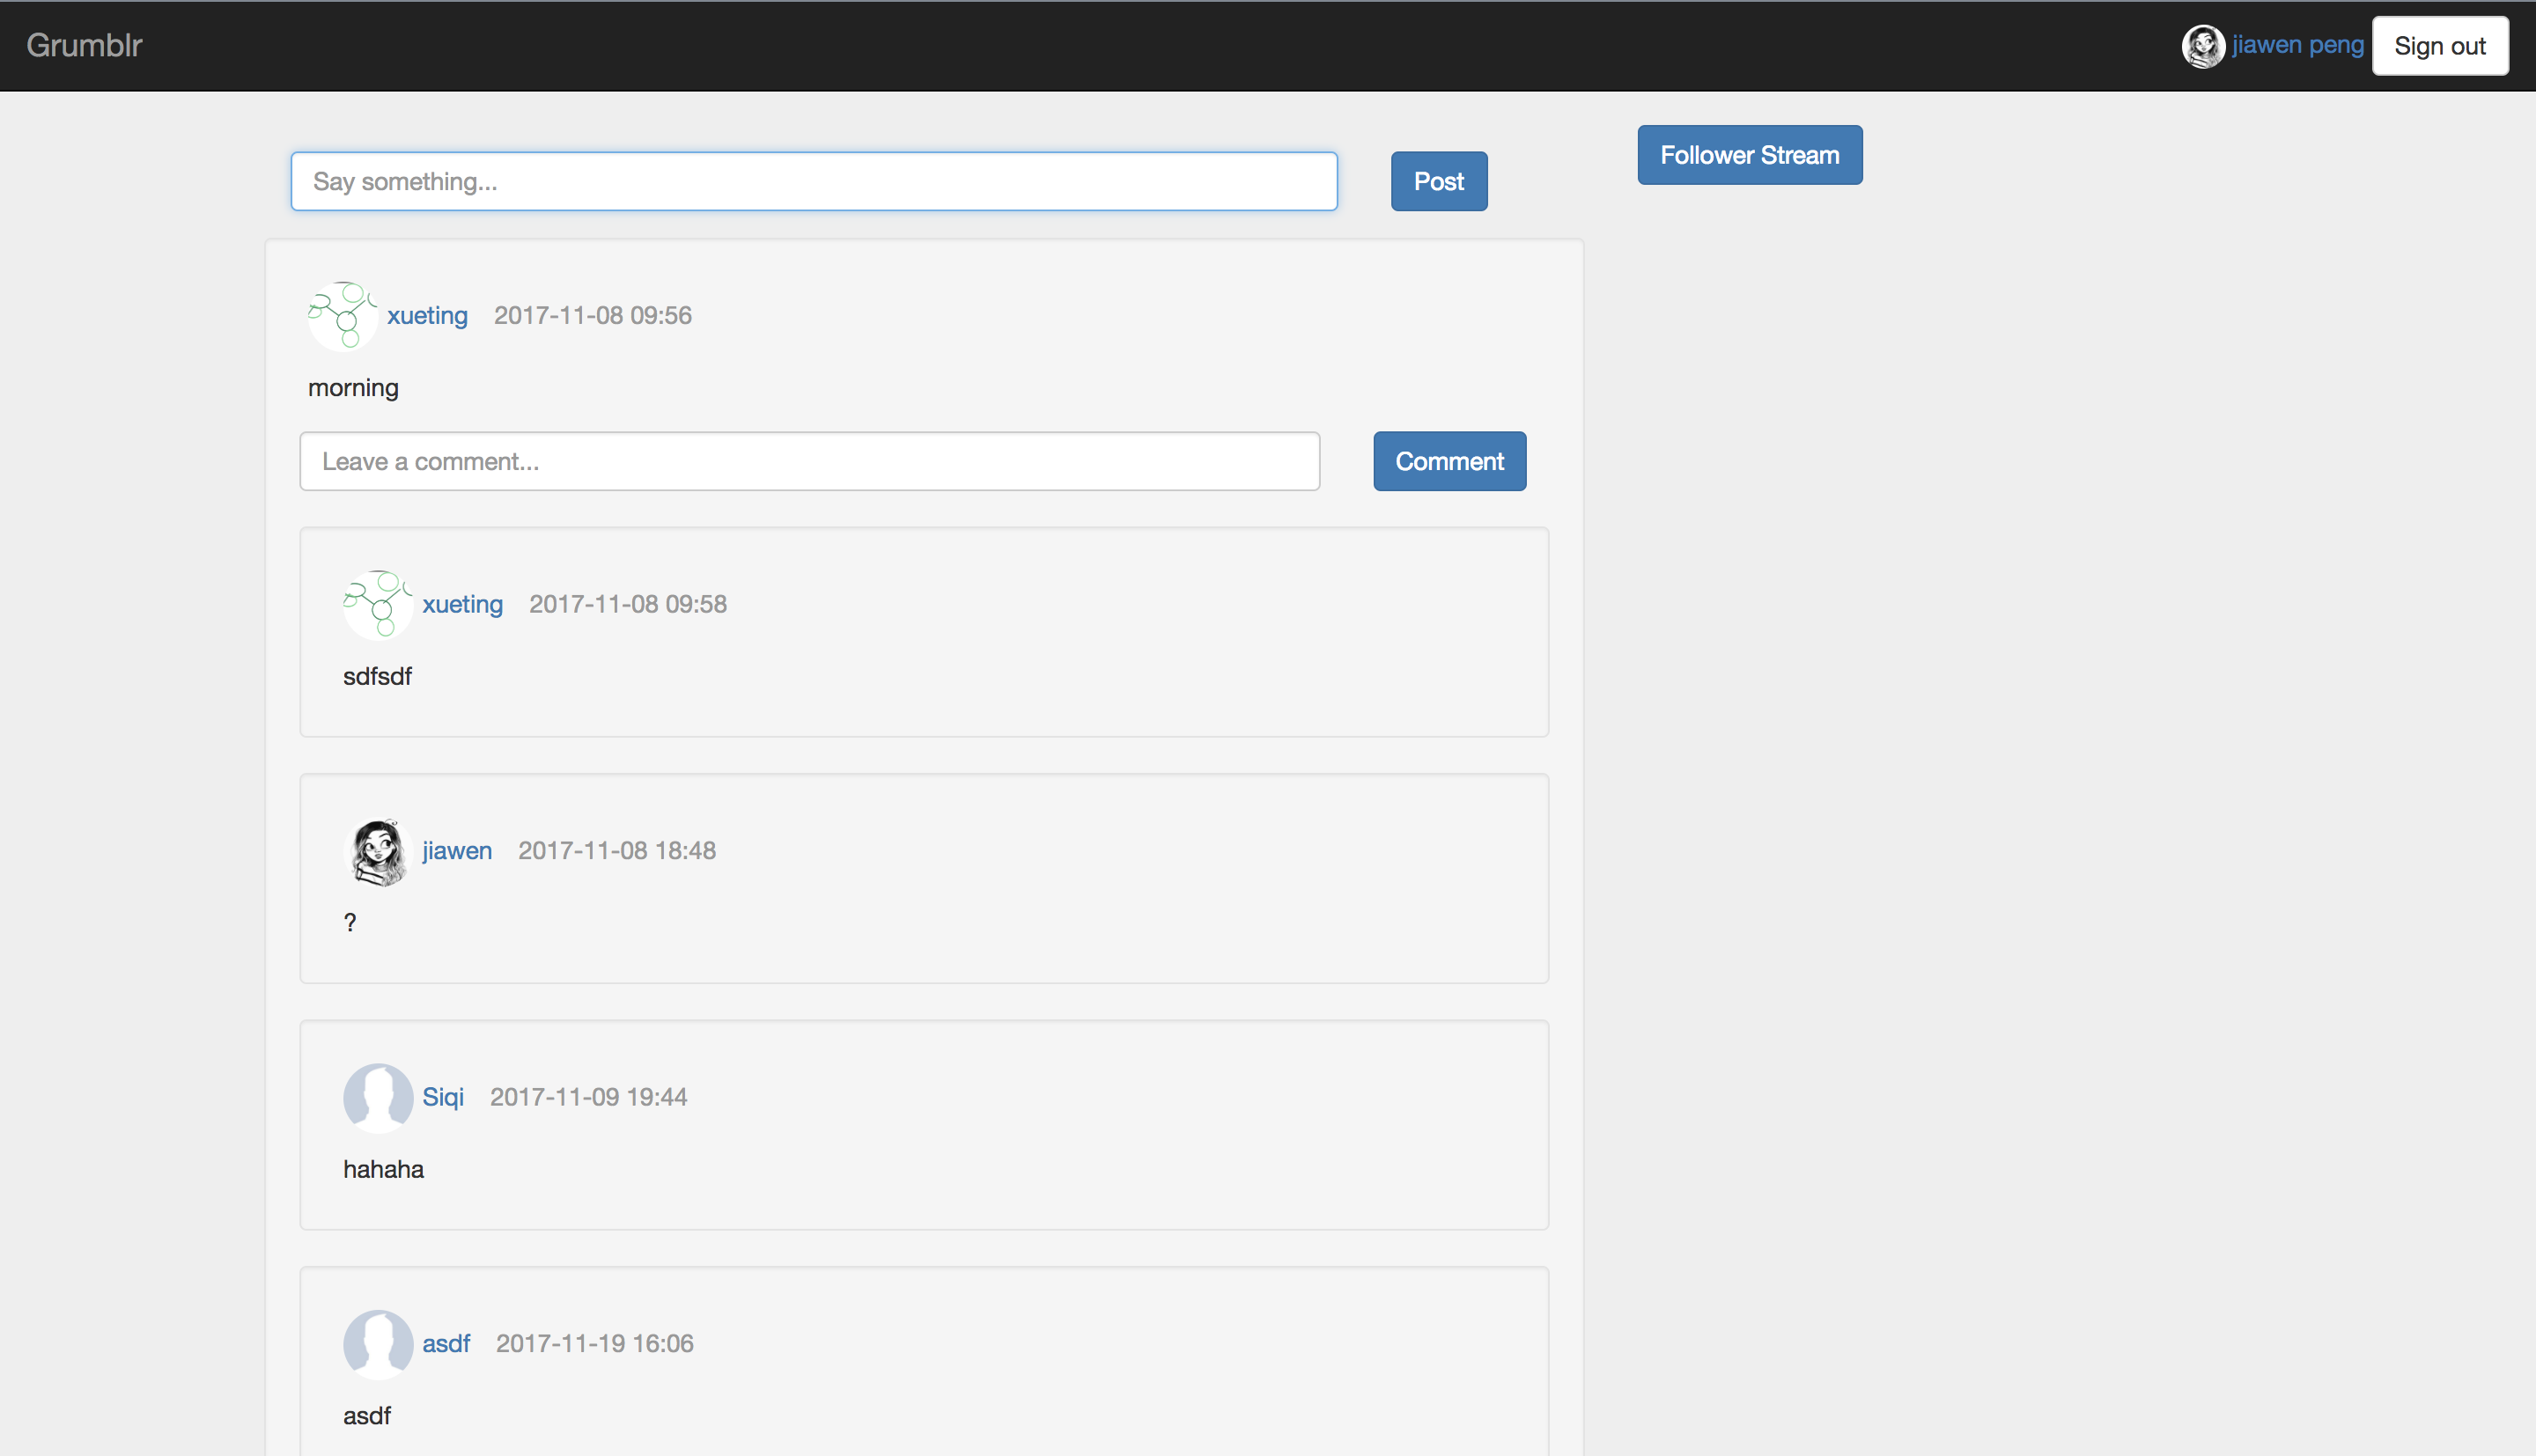 Grumblr
jiawen peng Sign out
Say something...
Post
Follower Stream
xueting 2017-11-08 09:56
morning
Leave a comment...
Comment
xueting 2017-11-08 09:58
sdfsdf
jiawen 2017-11-08 18:48
?
Siqi 2017-11-09 19:44
hahaha
asdf 2017-11-19 16:06
asdf